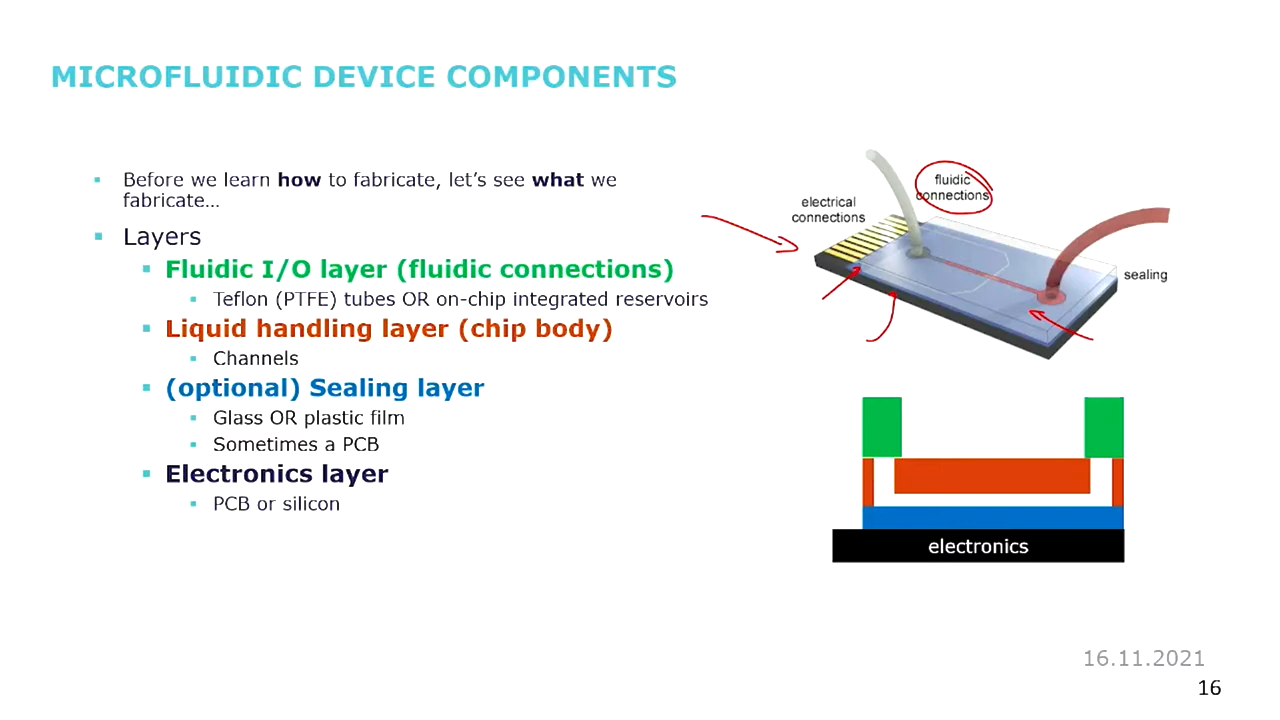 MICROFLUIDIC DEVICE COMPONENTS
Before we learn how to fabricate, let's see what we
fabricate...
Layers
Fluidic I/O layer (fluidic connections)
Teflon (PTFE) tubes OR on-chip integrated reservoirs
Liquid handling layer (chip body)
Channels
(optional) Sealing layer
Glass OR plastic film
Sometimes a PCB
Electronics layer
PCB or silicon
fluidic
connections
electrical
connections
sealing
electronics
16.11.2021
16